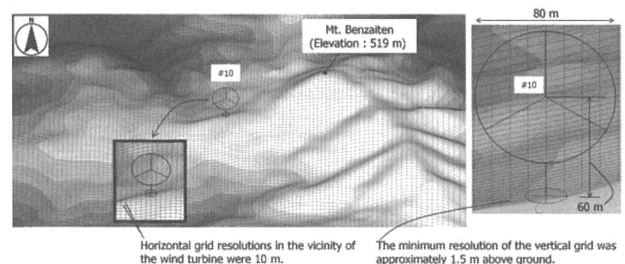 N
Mt. Benzaiten
(Elevation : 519 m)
#10
80 m
#10
60 m
Horizontal grid resolutions in the vicinity of
the wind turbine were 10 m.
The minimum resolution of the vertical grid was
approximately 1.5 m above ground.